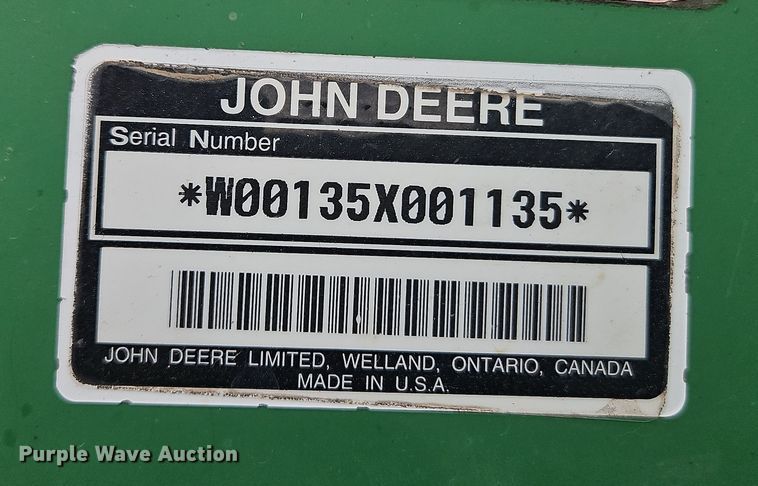 JOHN DEERE
Serial Number
*W00135X001135*
JOHN DEERE LIMITED, WELLAND, ONTARIO, CANADA
MADE IN U.S.A.
Purple Wave Auction